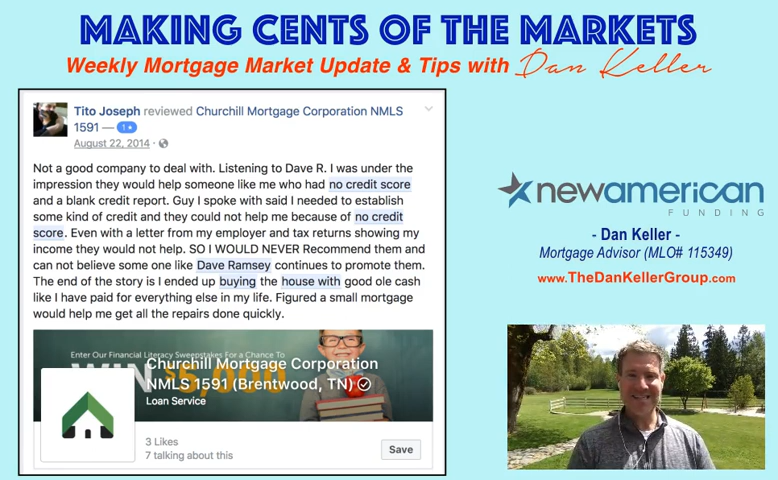 MAKING CENTS OF THE MARKETS
Weekly Mortgage Market Update & Tips with Dan Keller
Tito Joseph reviewed Churchill Mortgage Corporation NMLS
1591 — 1★
August 22, 2014 ·
Not a good company to deal with. Listening to Dave R. I was under the
impression they would help someone like me who had no credit score
and a blank credit report. Guy I spoke with said I needed to establish
some kind of credit and they could not help me because of no credit
score. Even with a letter from my employer and tax returns showing my
income they would not help. SO I WOULD NEVER Recommend them and
can not believe some one like Dave Ramsey continues to promote them.
The end of the story is I ended up buying the house with good ole cash
like I have paid for everything else in my life. Figured a small mortgage
would help me get all the repairs done quickly.
Enter Our Financial Literacy Sweepstakes For a Chance To
WIN $5,000
Churchill Mortgage Corporation
NMLS 1591 (Brentwood, TN)
Loan Service
3 Likes
7 talking about this
Save
newamerican
FUNDING
- Dan Keller -
Mortgage Advisor (MLO# 115349)
www.TheDanKellerGroup.com